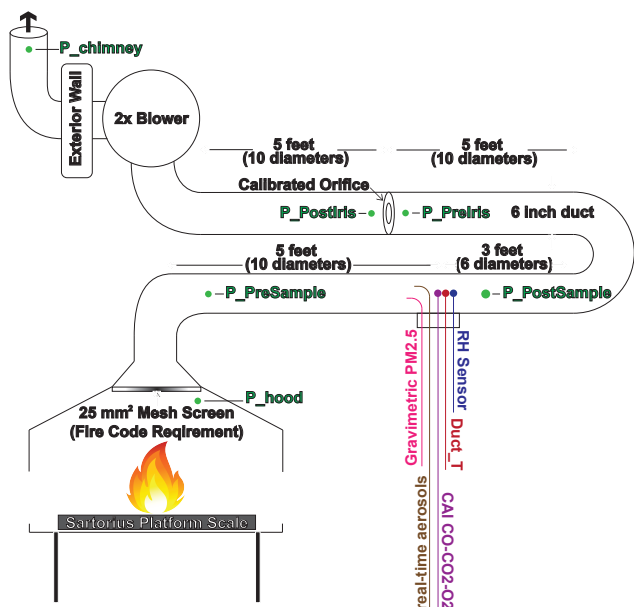 P_chimney
Exterior Wall
2x Blower
5 feet
(10 diameters)
5 feet
(10 diameters)
Calibrated Orifice
P_PostIris
P_PreIris
6 inch duct
5 feet
(10 diameters)
3 feet
(6 diameters)
P_PreSample
P_PostSample
P_hood
25 mm² Mesh Screen
(Fire Code Reqirement)
Sartorius Platform Scale
Gravimetric PM2.5
real-time aerosols
CAI CO-CO2-O2
Duct_T
RH Sensor